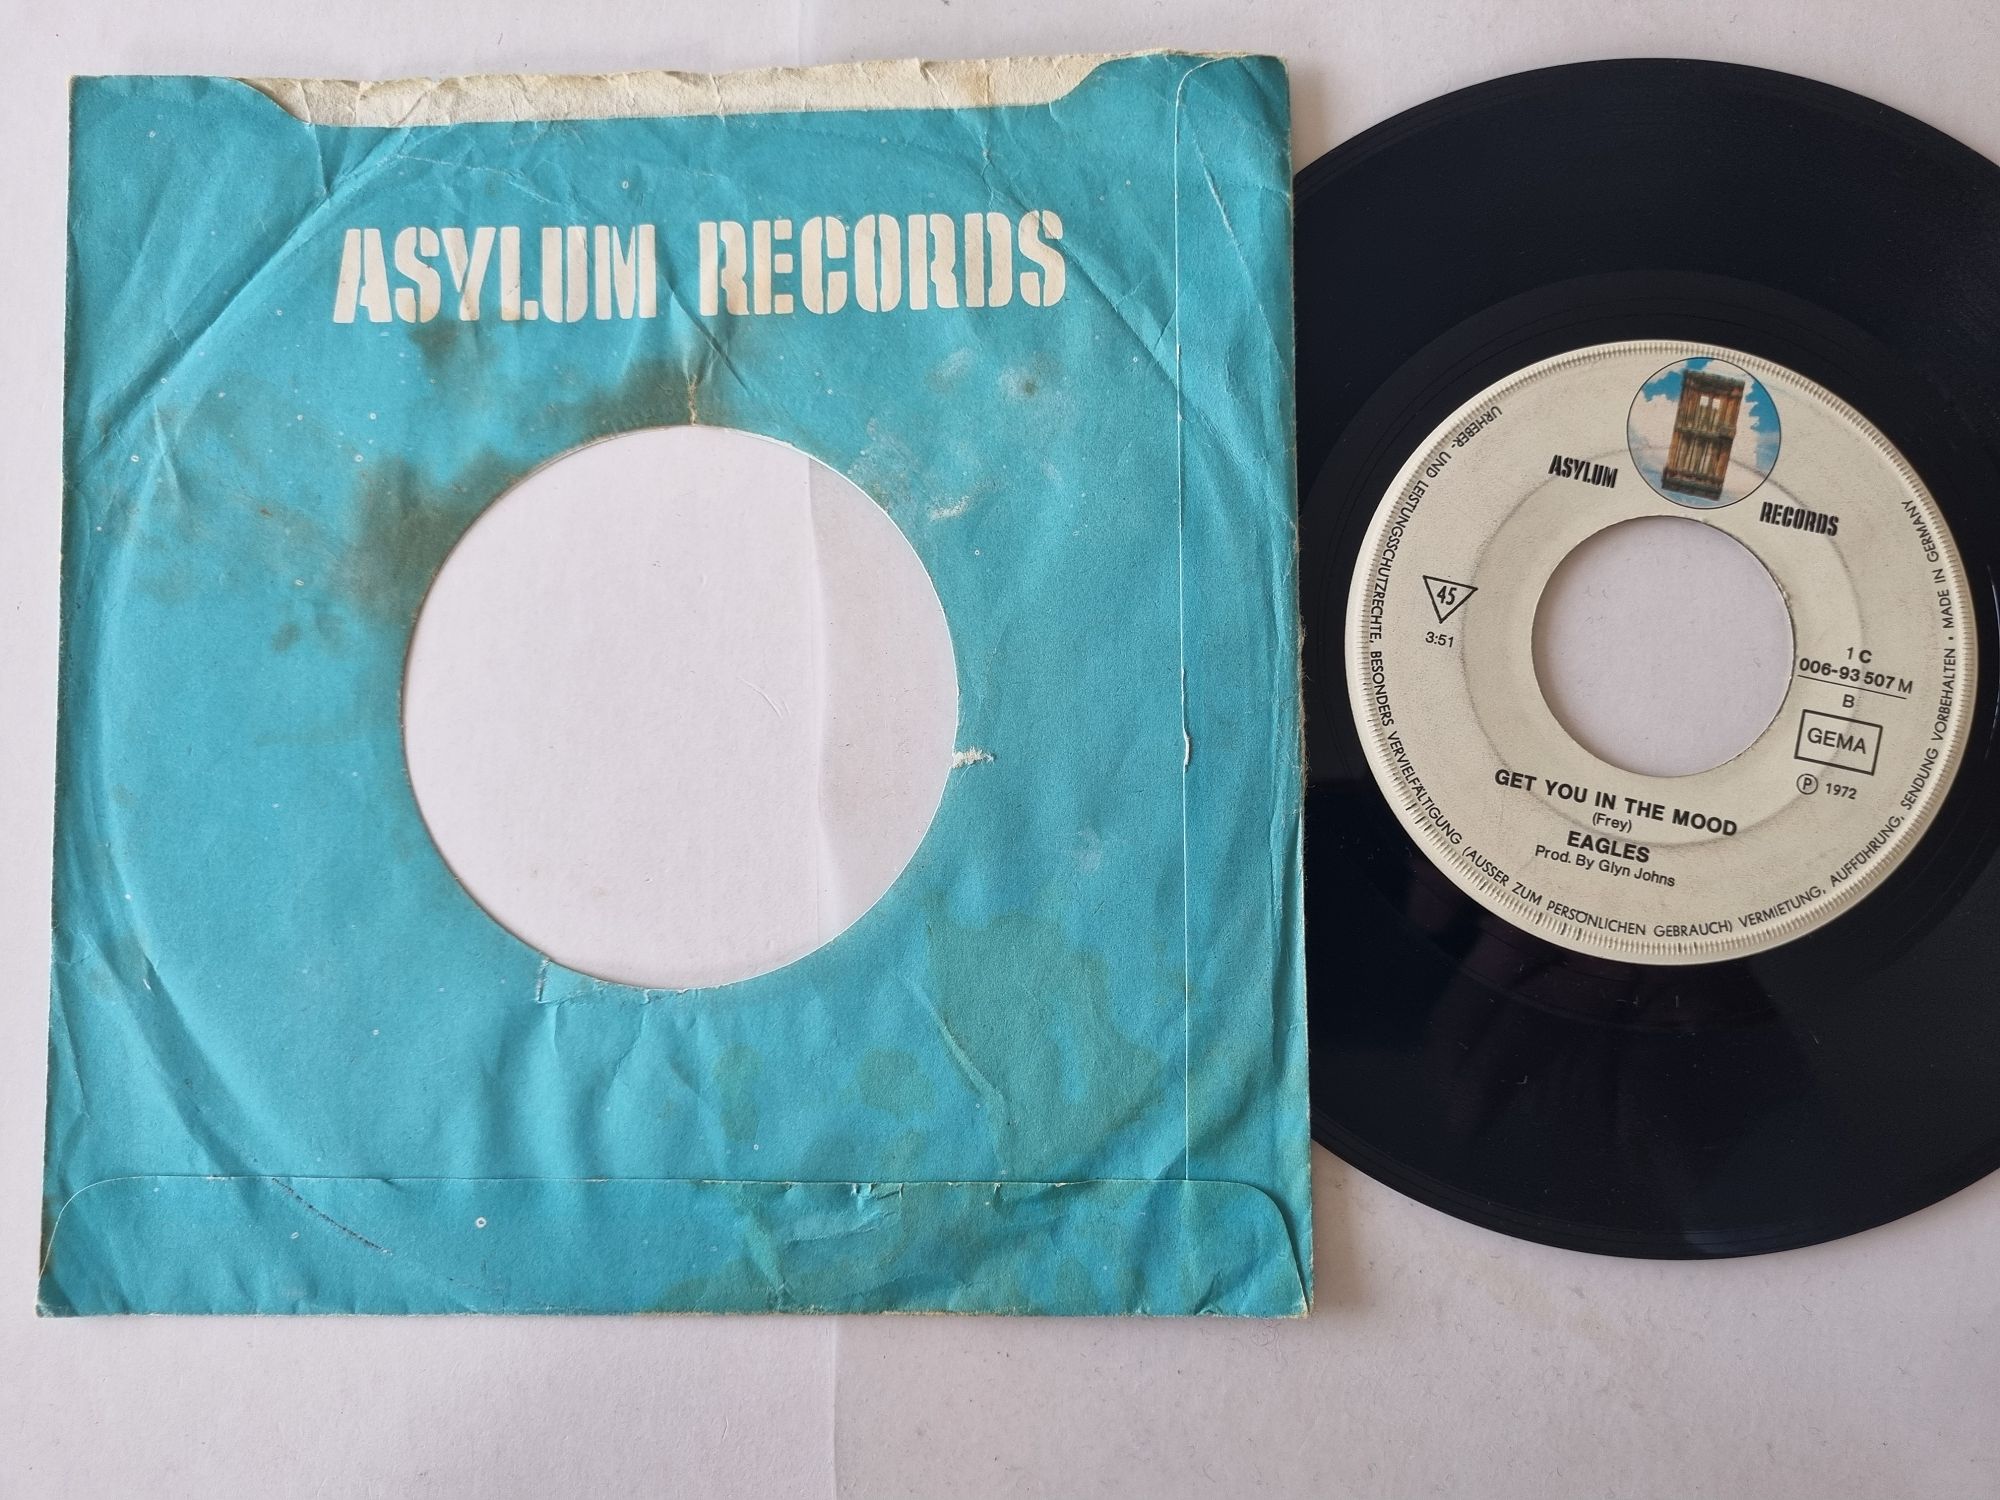 ASYLUM RECORDS
ASYLUM
RECORDS
45
3:51
1 C
006-93 507 M
B
GEMA
℗ 1972
GET YOU IN THE MOOD
(Frey)
EAGLES
Prod. By Glyn Johns
URHEBER- UND LEISTUNGSSCHUTZRECHTE, BESONDERS VERVIELFÄLTIGUNG (AUSSER ZUM PERSÖNLICHEN GEBRAUCH) VERMIETUNG, AUFFÜHRUNG, SENDUNG VORBEHALTEN • MADE IN GERMANY